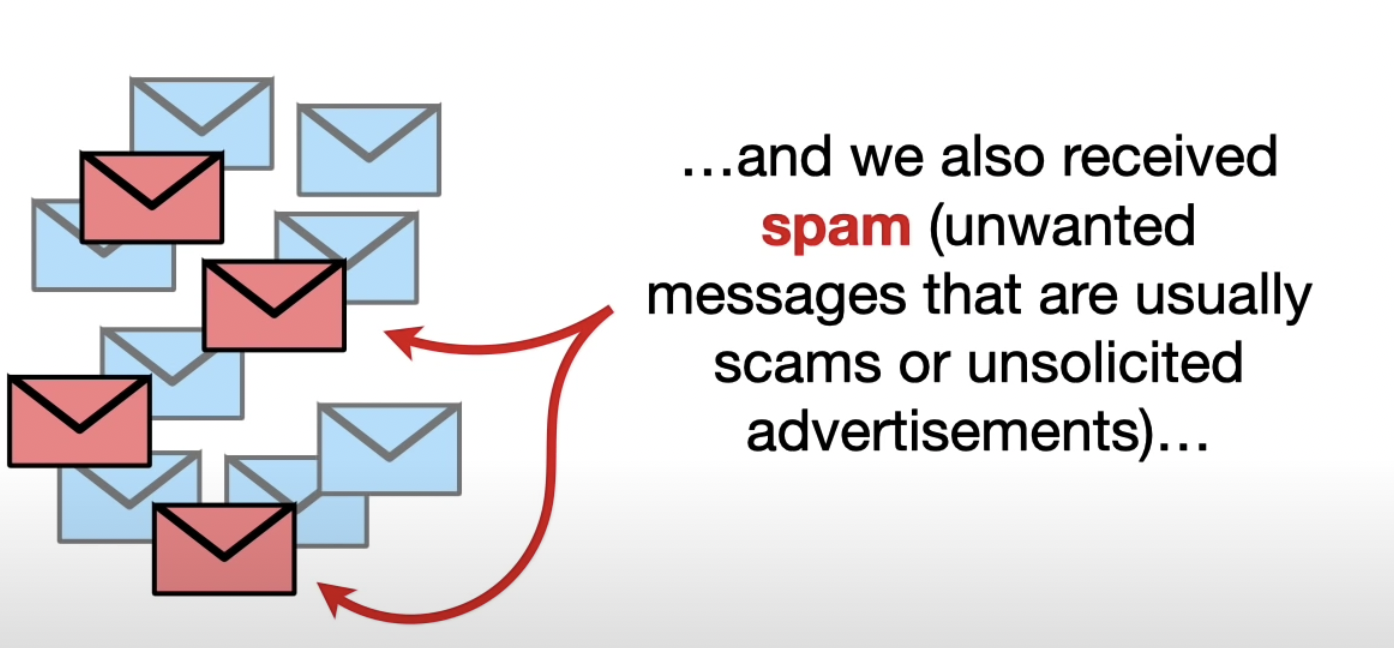 …and we also received
spam (unwanted
messages that are usually
scams or unsolicited
advertisements)…